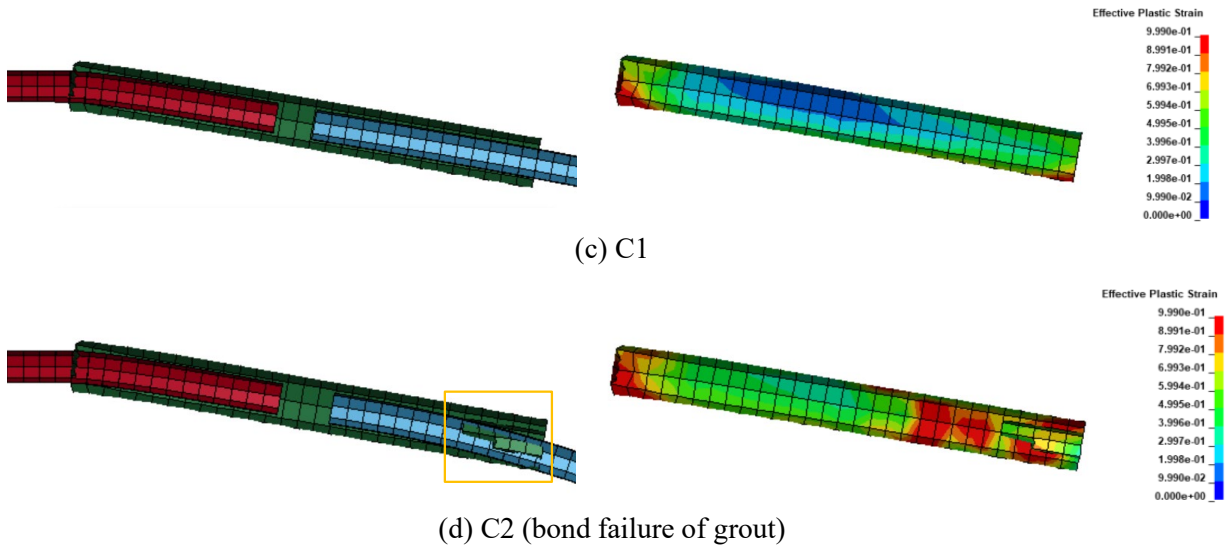 Effective Plastic Strain
9.990e-01
8.991e-01
7.992e-01
6.993e-01
5.994e-01
4.995e-01
3.996e-01
2.997e-01
1.998e-01
9.990e-02
0.000e+00
(c) C1
Effective Plastic Strain
9.990e-01
8.991e-01
7.992e-01
6.993e-01
5.994e-01
4.995e-01
3.996e-01
2.997e-01
1.998e-01
9.990e-02
0.000e+00
(d) C2 (bond failure of grout)